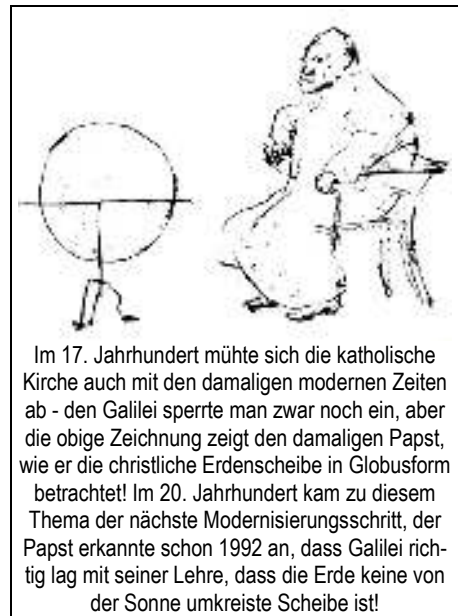 Im 17. Jahrhundert mühte sich die katholische
Kirche auch mit den damaligen modernen Zeiten
ab - den Galilei sperrte man zwar noch ein, aber
die obige Zeichnung zeigt den damaligen Papst,
wie er die christliche Erdenscheibe in Globusform
betrachtet! Im 20. Jahrhundert kam zu diesem
Thema der nächste Modernisierungsschritt, der
Papst erkannte schon 1992 an, dass Galilei rich-
tig lag mit seiner Lehre, dass die Erde keine von
der Sonne umkreiste Scheibe ist!